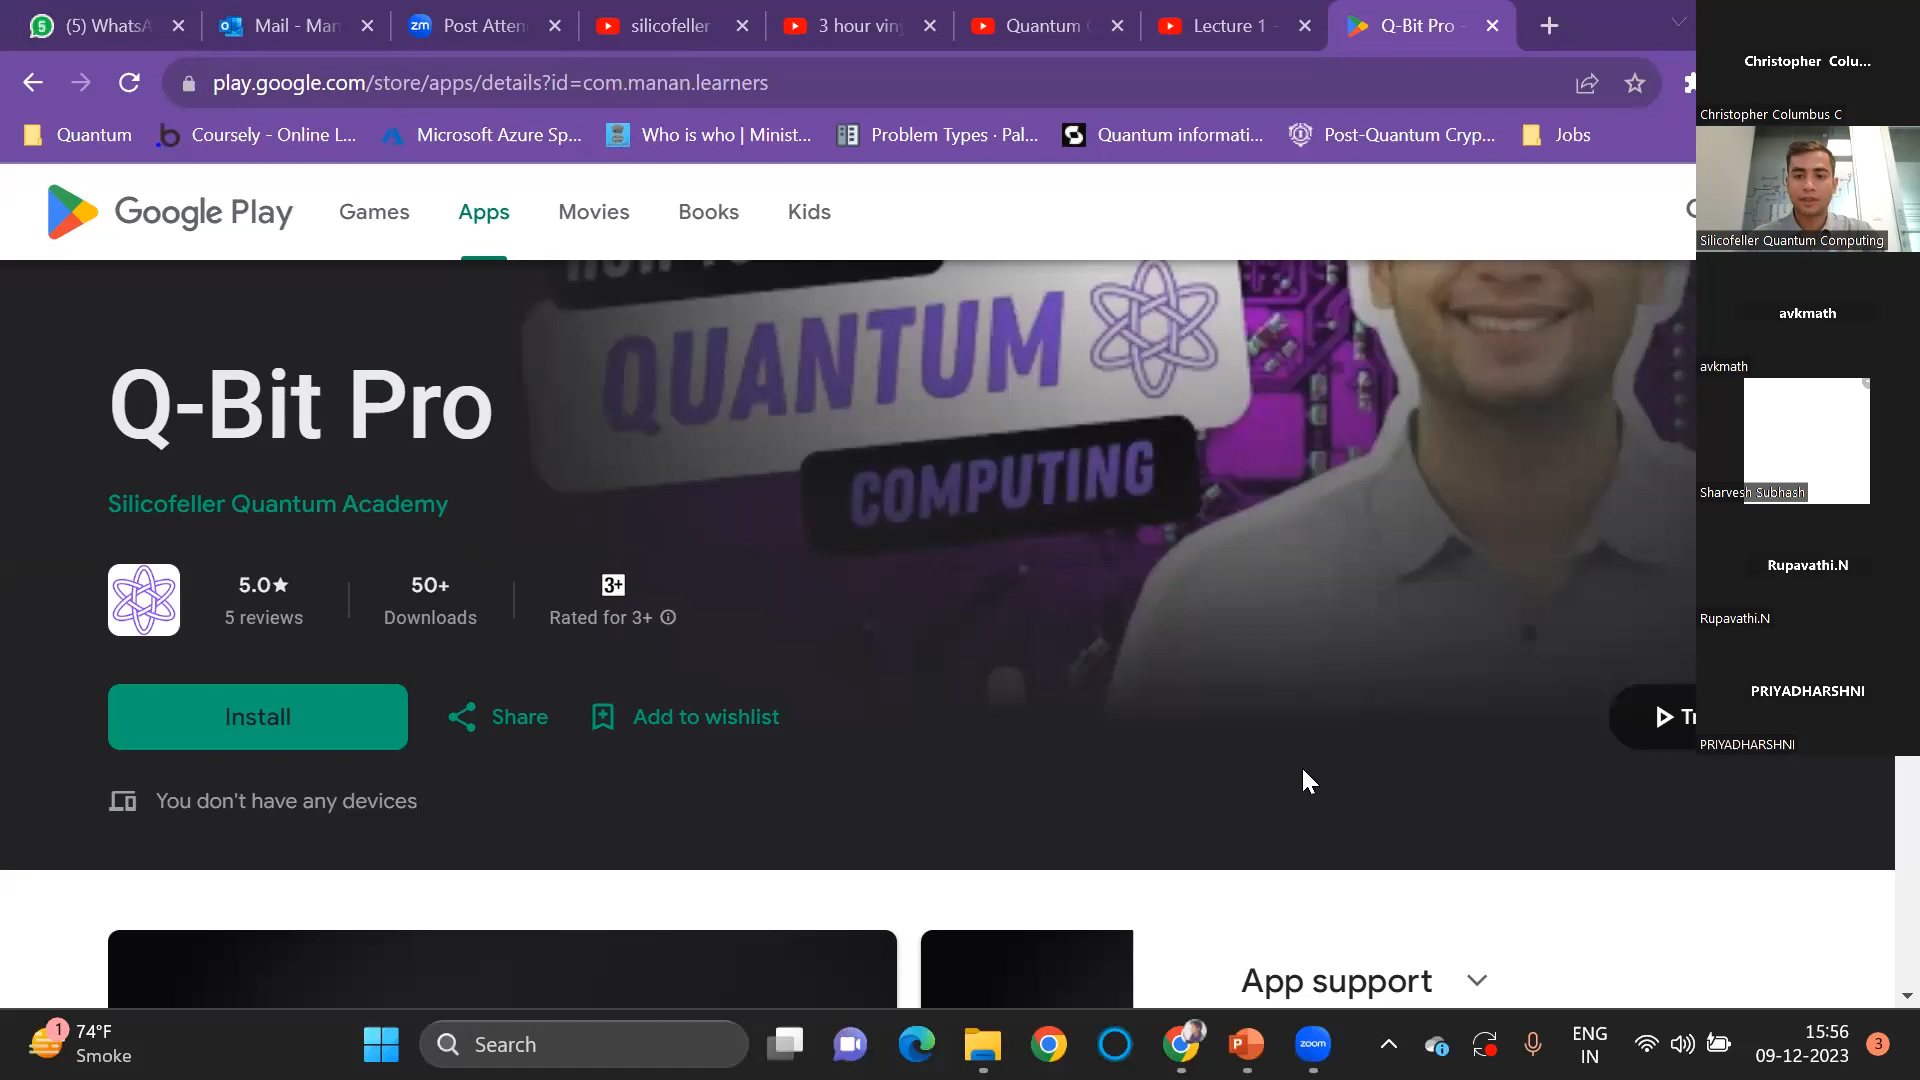 (5) WhatsA
Mail - Man
zm Post Atten
silicofeller
3 hour viny
Quantum C
Lecture 1 -
Q-Bit Pro -
play.google.com/store/apps/details?id=com.manan.learners
Quantum
Coursely - Online L...
Microsoft Azure Sp...
Who is who | Minist...
Problem Types · Pal...
Quantum informati...
Post-Quantum Cryp...
Jobs
Google Play
Games
Apps
Movies
Books
Kids
QUANTUM
COMPUTING
Q-Bit Pro
Silicofeller Quantum Academy
5.0★
5 reviews
50+
Downloads
3+
Rated for 3+
Install
Share
Add to wishlist
You don't have any devices
App support
Christopher Colu...
Christopher Columbus C
Silicofeller Quantum Computing
avkmath
avkmath
Sharvesh Subhash
Rupavathi.N
Rupavathi.N
PRIYADHARSHNI
PRIYADHARSHNI
1
74°F
Smoke
Search
zoom
ENG
IN
15:56
09-12-2023
3